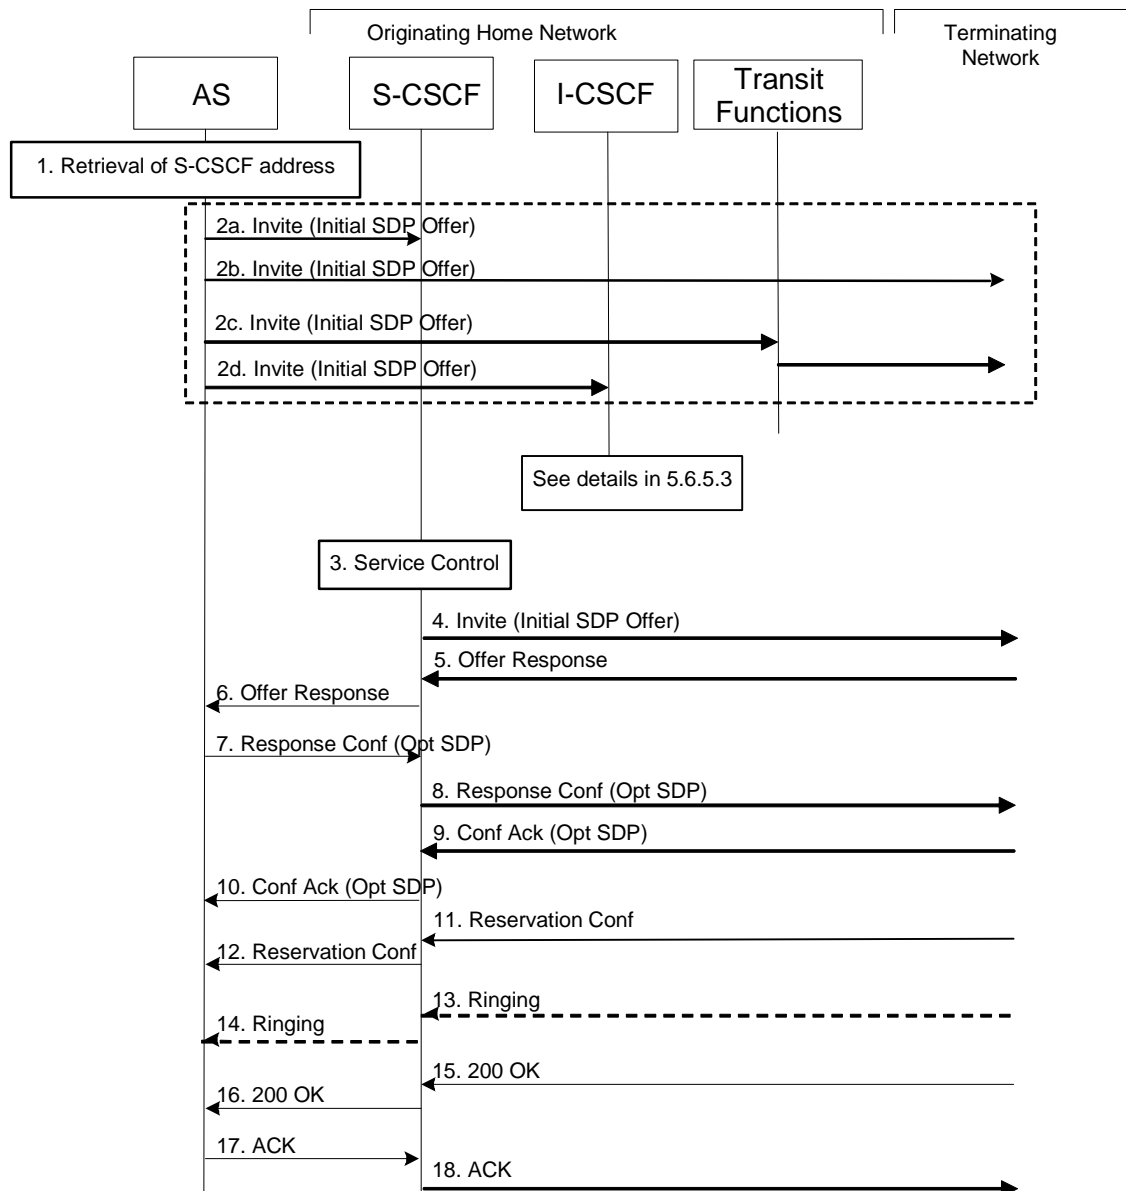 Originating Home Network
Terminating
Network
AS
S-CSCF
I-CSCF
Transit
Functions
1. Retrieval of S-CSCF address
2a. Invite (Initial SDP Offer)
2b. Invite (Initial SDP Offer)
2c. Invite (Initial SDP Offer)
2d. Invite (Initial SDP Offer)
See details in 5.6.5.3
3. Service Control
4. Invite (Initial SDP Offer)
5. Offer Response
6. Offer Response
7. Response Conf (Opt SDP)
8. Response Conf (Opt SDP)
9. Conf Ack (Opt SDP)
10. Conf Ack (Opt SDP)
11. Reservation Conf
12. Reservation Conf
13. Ringing
14. Ringing
15. 200 OK
16. 200 OK
17. ACK
18. ACK